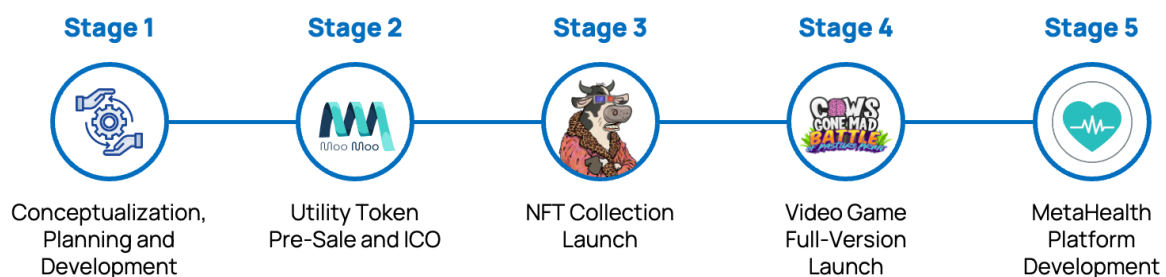 Stage 1
Stage 2
Stage 3
Stage 4
Stage 5
Moo Moo
COWS
GONE MAD
BATTLE
Conceptualization,
Planning and
Development
Utility Token
Pre-Sale and ICO
NFT Collection
Launch
Video Game
Full-Version
Launch
MetaHealth
Platform
Development